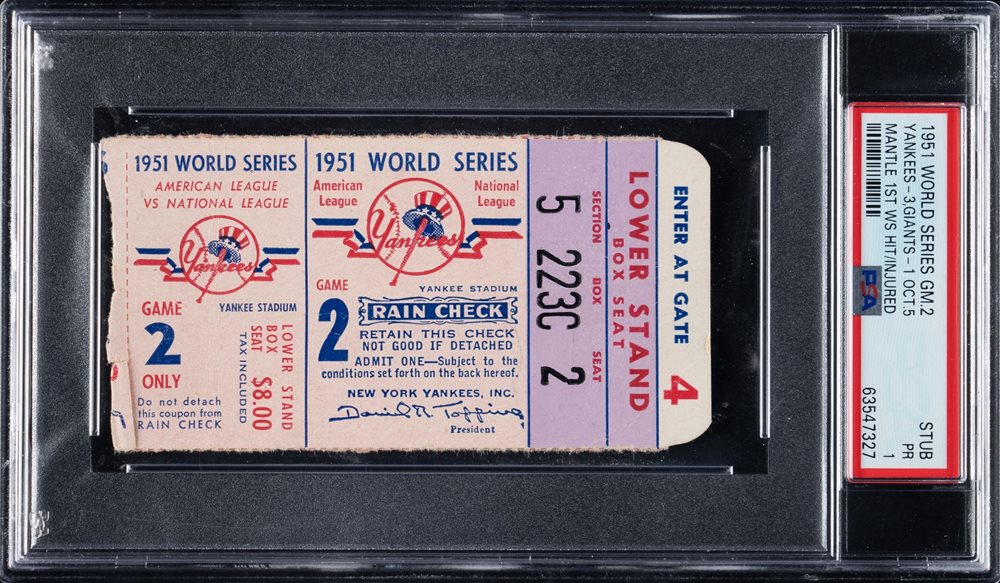 1951 WORLD SERIES
AMERICAN LEAGUE
VS NATIONAL LEAGUE
Yankees
YANKEE STADIUM
GAME
2
ONLY
Do not detach
this coupon from
RAIN CHECK
LOWER STAND
BOX
SEAT $8.00
TAX INCLUDED
1951 WORLD SERIES
American
League
National
League
Yankees
YANKEE STADIUM
GAME
2
RAIN CHECK
RETAIN THIS CHECK
NOT GOOD IF DETACHED
ADMIT ONE—Subject to the
conditions set forth on the back hereof.
NEW YORK YANKEES, INC.
Daniel R. Topping
President
SECTION BOX SEAT
5 223C 2
LOWER STAND
BOX SEAT
ENTER AT GATE 4
1951 WORLD SERIES GM.2
YANKEES-3,GIANTS-1 OCT.5
MANTLE 1ST WS HIT/INJURED
PSA
STUB
PR
1
63547327